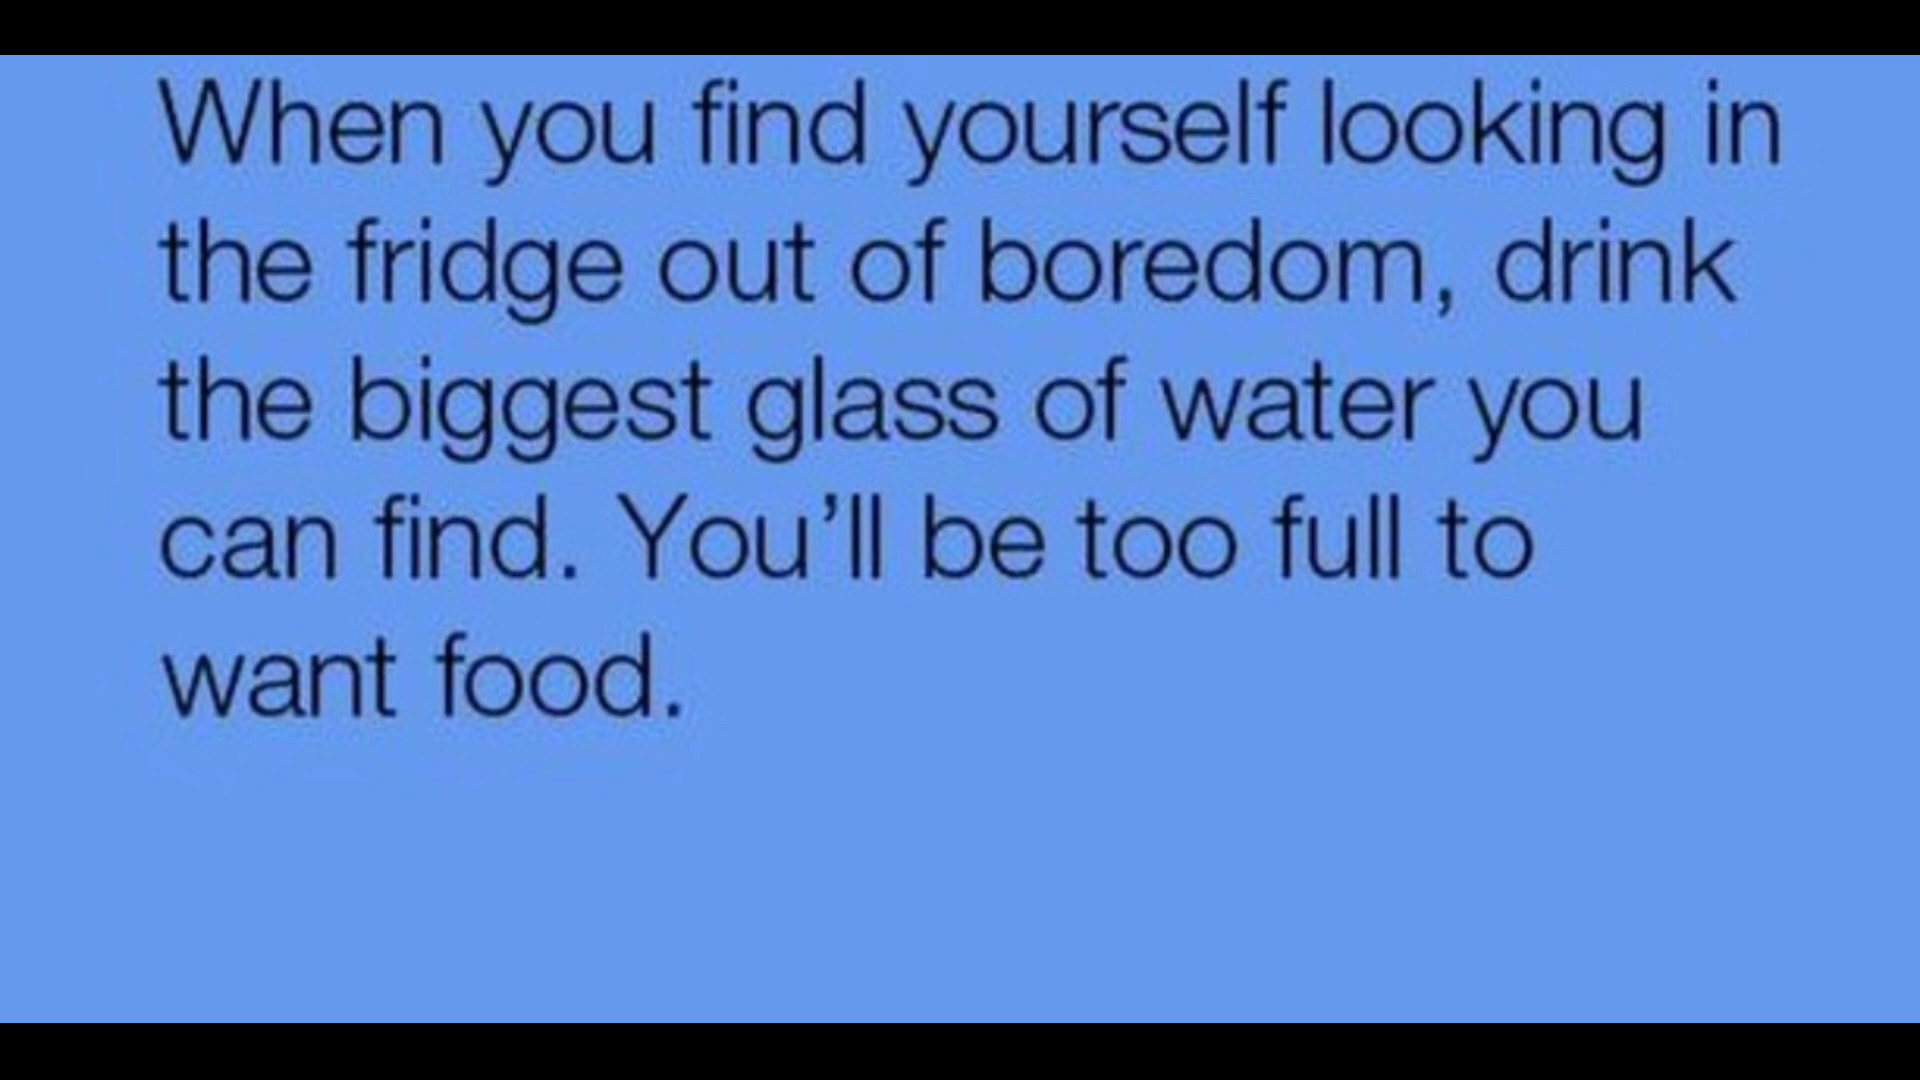 When you find yourself looking in
the fridge out of boredom, drink
the biggest glass of water you
can find. You’ll be too full to
want food.